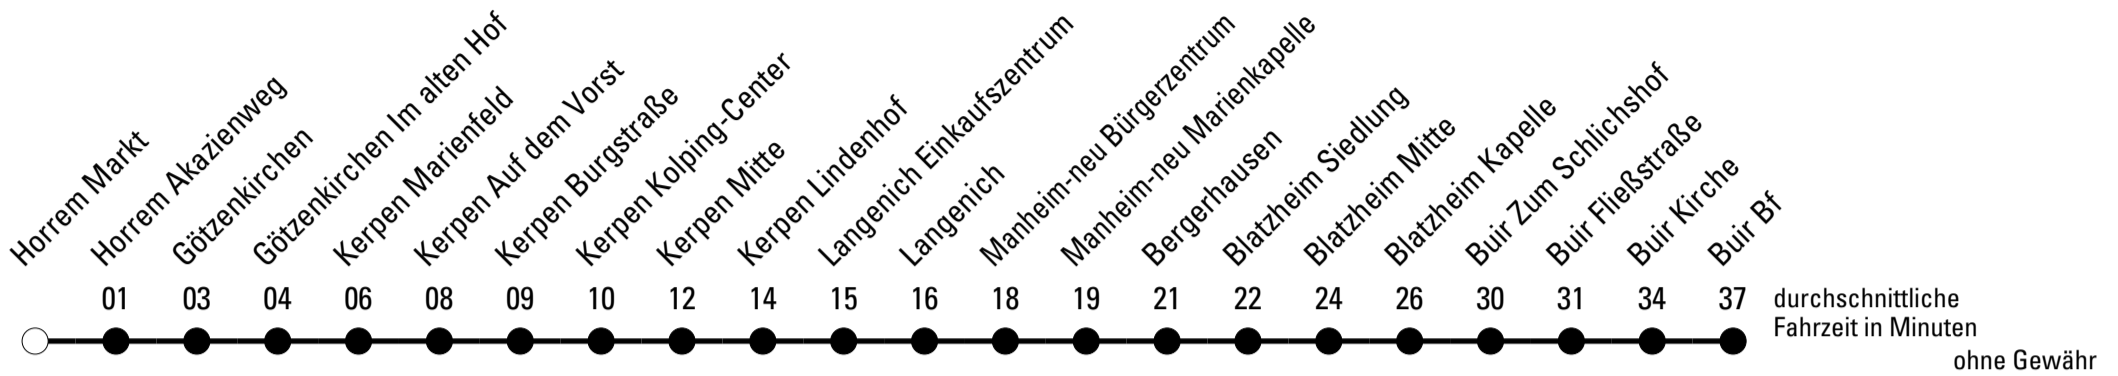 Horrem Markt
Horrem Akazienweg
Götzenkirchen
Götzenkirchen Im alten Hof
Kerpen Marienfeld
Kerpen Auf dem Vorst
Kerpen Burgstraße
Kerpen Kolping-Center
Kerpen Mitte
Kerpen Lindenhof
Langenich Einkaufszentrum
Langenich
Manheim-neu Bürgerzentrum
Manheim-neu Marienkapelle
Bergerhausen
Blatzheim Siedlung
Blatzheim Mitte
Blatzheim Kapelle
Buir Zum Schlichshof
Buir Fließstraße
Buir Kirche
Buir Bf
01 03 04 06 08 09 10 12 14 15 16 18 19 21 22 24 26 30 31 34 37
durchschnittliche
Fahrzeit in Minuten
ohne Gewähr